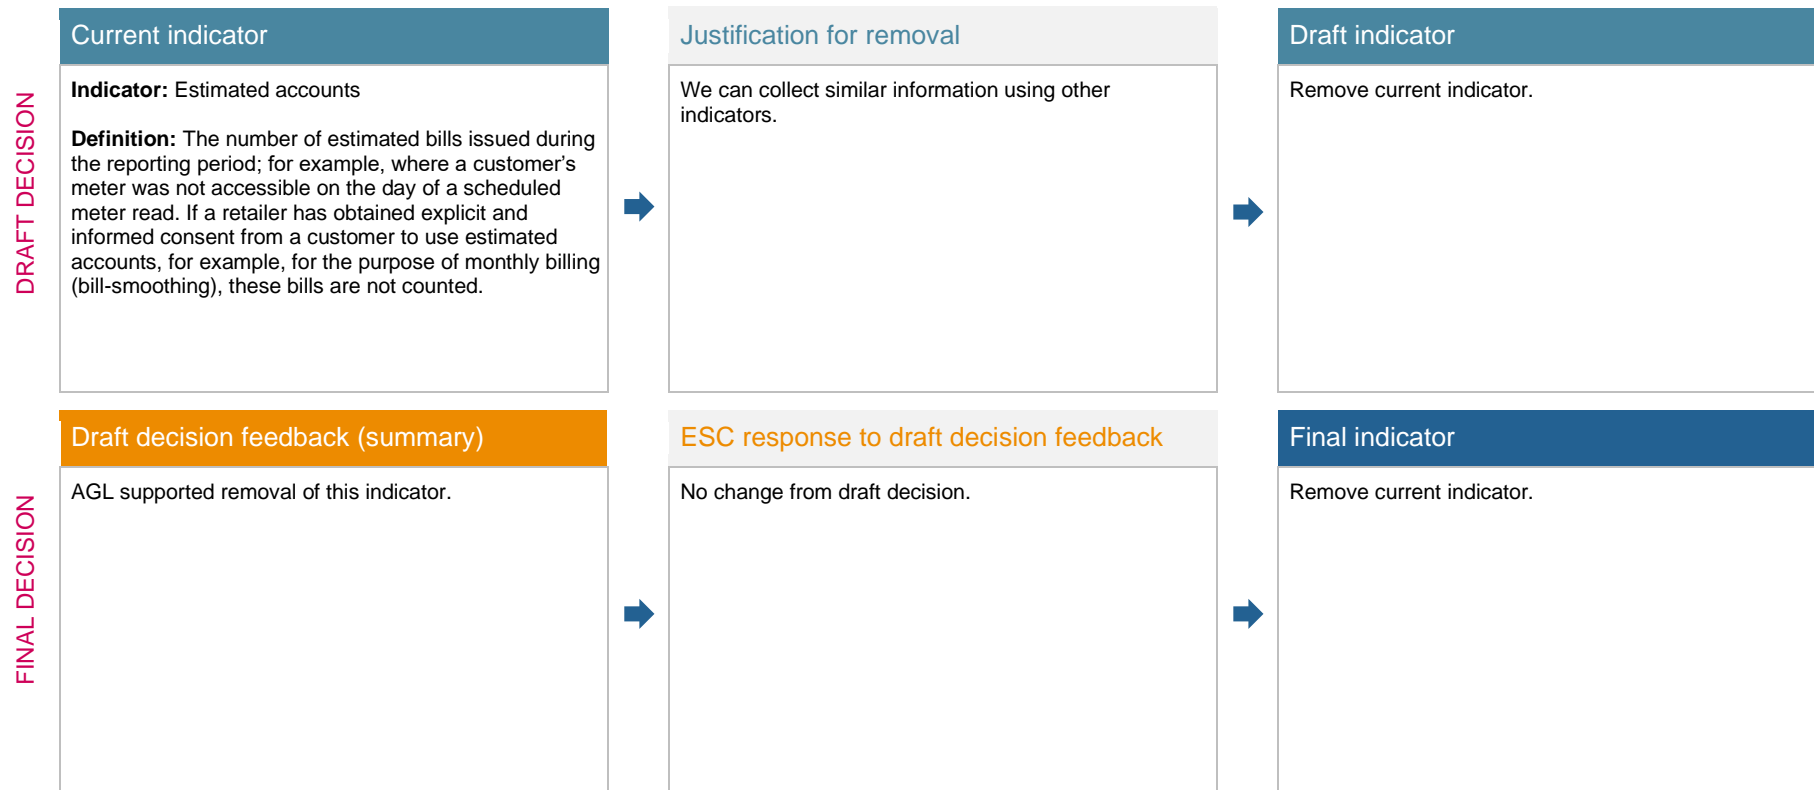 DRAFT DECISION
Current indicator
Indicator: Estimated accounts
Definition: The number of estimated bills issued during
the reporting period; for example, where a customer’s
meter was not accessible on the day of a scheduled
meter read. If a retailer has obtained explicit and
informed consent from a customer to use estimated
accounts, for example, for the purpose of monthly billing
(bill-smoothing), these bills are not counted.
Justification for removal
We can collect similar information using other
indicators.
Draft indicator
Remove current indicator.
FINAL DECISION
Draft decision feedback (summary)
AGL supported removal of this indicator.
ESC response to draft decision feedback
No change from draft decision.
Final indicator
Remove current indicator.